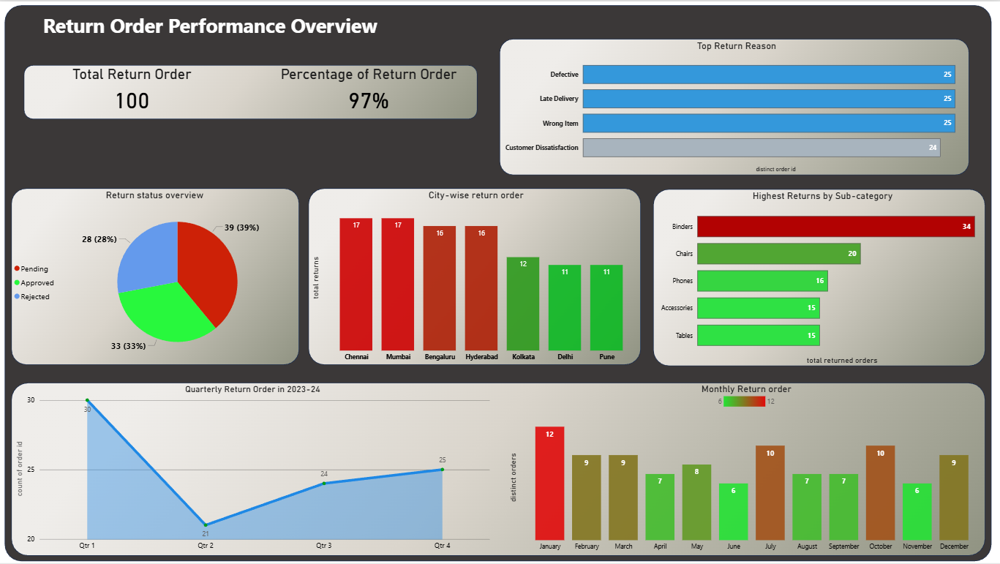 Return Order Performance Overview
Total Return Order
100
Percentage of Return Order
97%
Top Return Reason
Defective 25
Late Delivery 25
Wrong Item 25
Customer Dissatisfaction 24
distinct order id
Return status overview
39 (39%)
28 (28%)
33 (33%)
Pending
Approved
Rejected
City-wise return order
total returns
17 17 16 16 12 11 11
Chennai Mumbai Bengaluru Hyderabad Kolkata Delhi Pune
Highest Returns by Sub-category
Binders 34
Chairs 20
Phones 16
Accessories 15
Tables 15
total returned orders
Quarterly Return Order in 2023-24
count of order id
30
25
20
30 21 24 25
Qtr 1 Qtr 2 Qtr 3 Qtr 4
Monthly Return order
6 12
distinct orders
12 9 9 7 8 6 10 7 7 10 6 9
January February March April May June July August September October November December